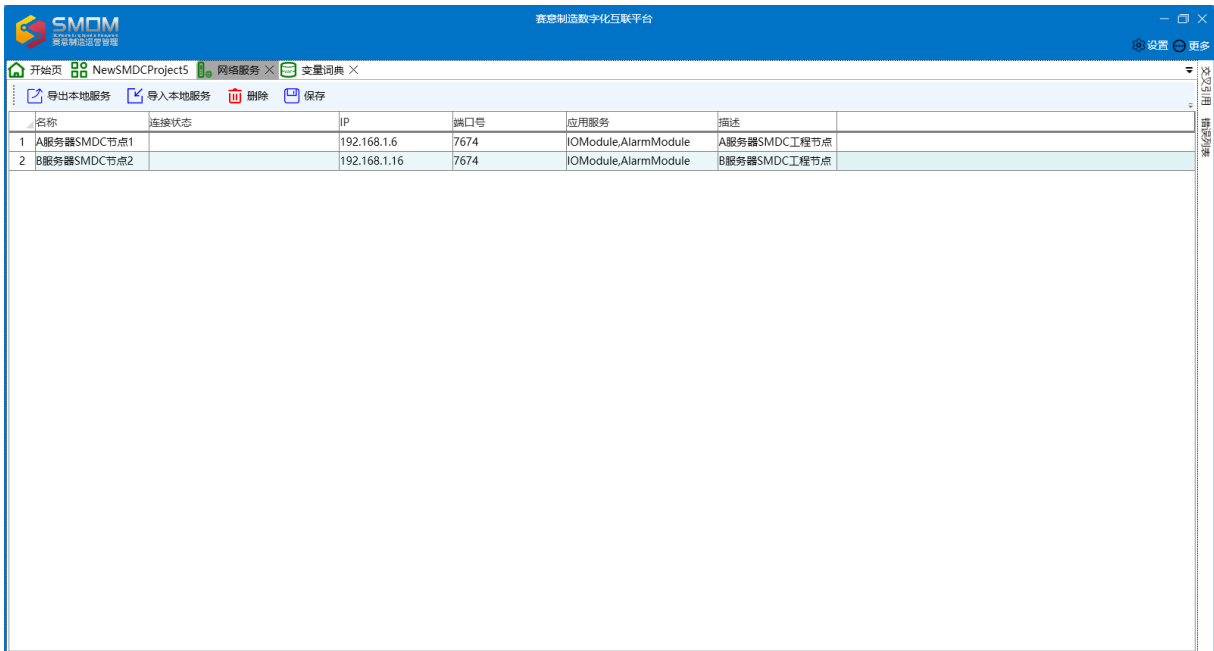 赛意制造数字化互联平台
SMOM
赛意制造运营管理
设置 更多
开始页 NewSMDCProject5 网络服务 变量词典
导出本地服务 导入本地服务 删除 保存
名称 连接状态 IP 端口号 应用服务 描述
1 A服务器SMDC节点1 192.168.1.6 7674 IOModule,AlarmModule A服务器SMDC工程节点
2 B服务器SMDC节点2 192.168.1.16 7674 IOModule,AlarmModule B服务器SMDC工程节点
交叉引用
错误列表